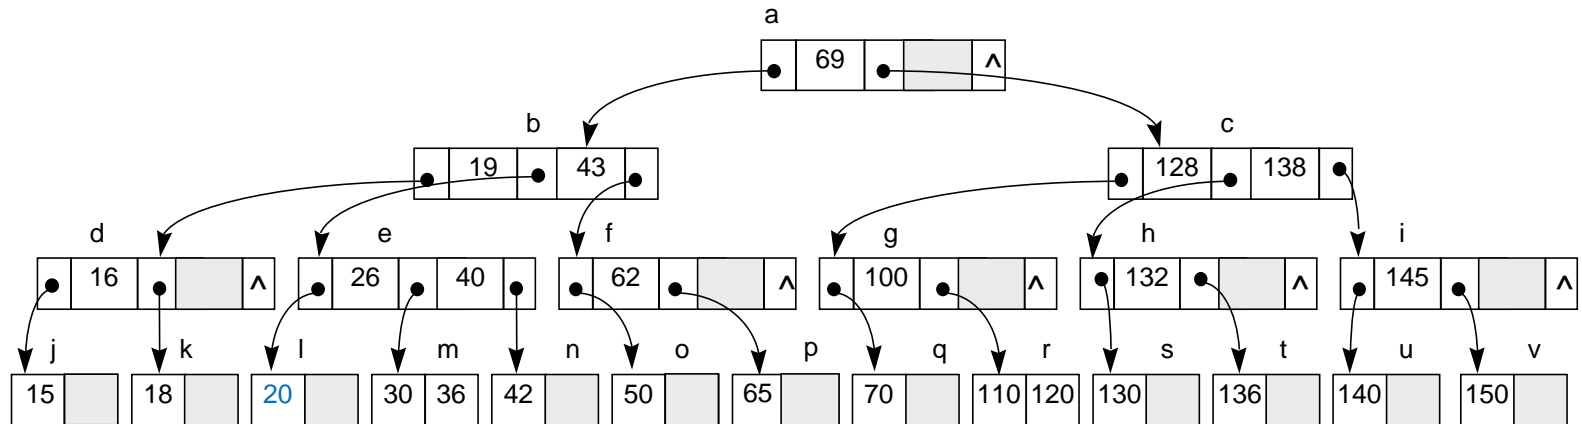 a
69 ^
b c
19 43 128 138
d e f g h i
16 ^ 26 40 62 ^ 100 ^ 132 ^ 145 ^
j k l m n o p q r s t u v
15 18 20 30 36 42 50 65 70 110 120 130 136 140 150